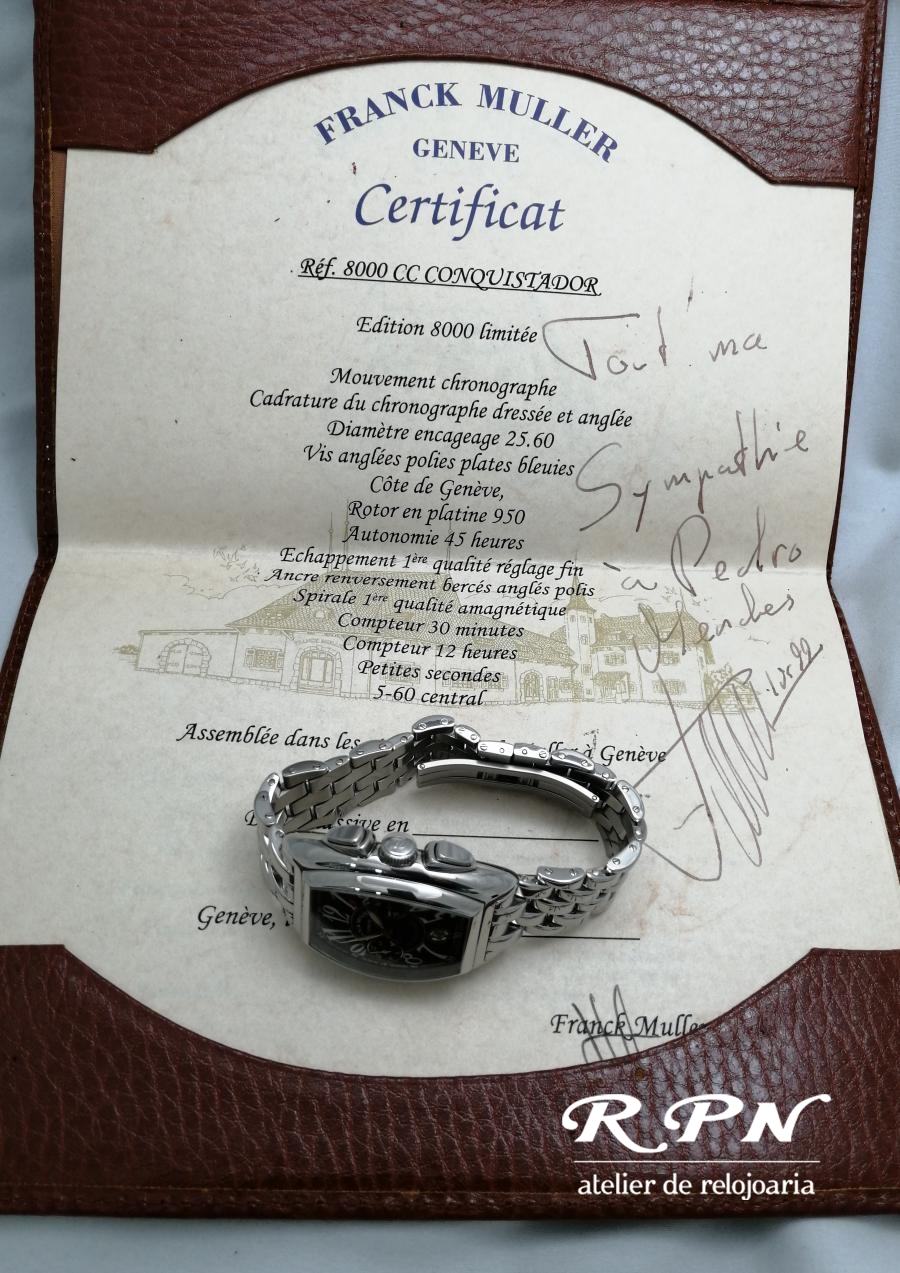 FRANCK MULLER
GENEVE
Certificat
Réf. 8000 CC CONQUISTADOR
Edition 8000 limitée
Mouvement chronographe
Cadrature du chronographe dressée et anglée
Diamètre encageage 25.60
Vis anglées polies plates bleuies
Côte de Genève,
Rotor en platine 950
Autonomie 45 heures
Echappement 1ère qualité réglage fin
Ancre renversement bercés anglés polis
Spirale 1ère qualité amagnétique
Compteur 30 minutes
Compteur 12 heures
Petites secondes
5-60 central
Tout ma
Sympathie
à Pedro
Mendes
Assemblée dans les à Genève
en
Genève,
Franck Muller
RPN
atelier de relojoaria